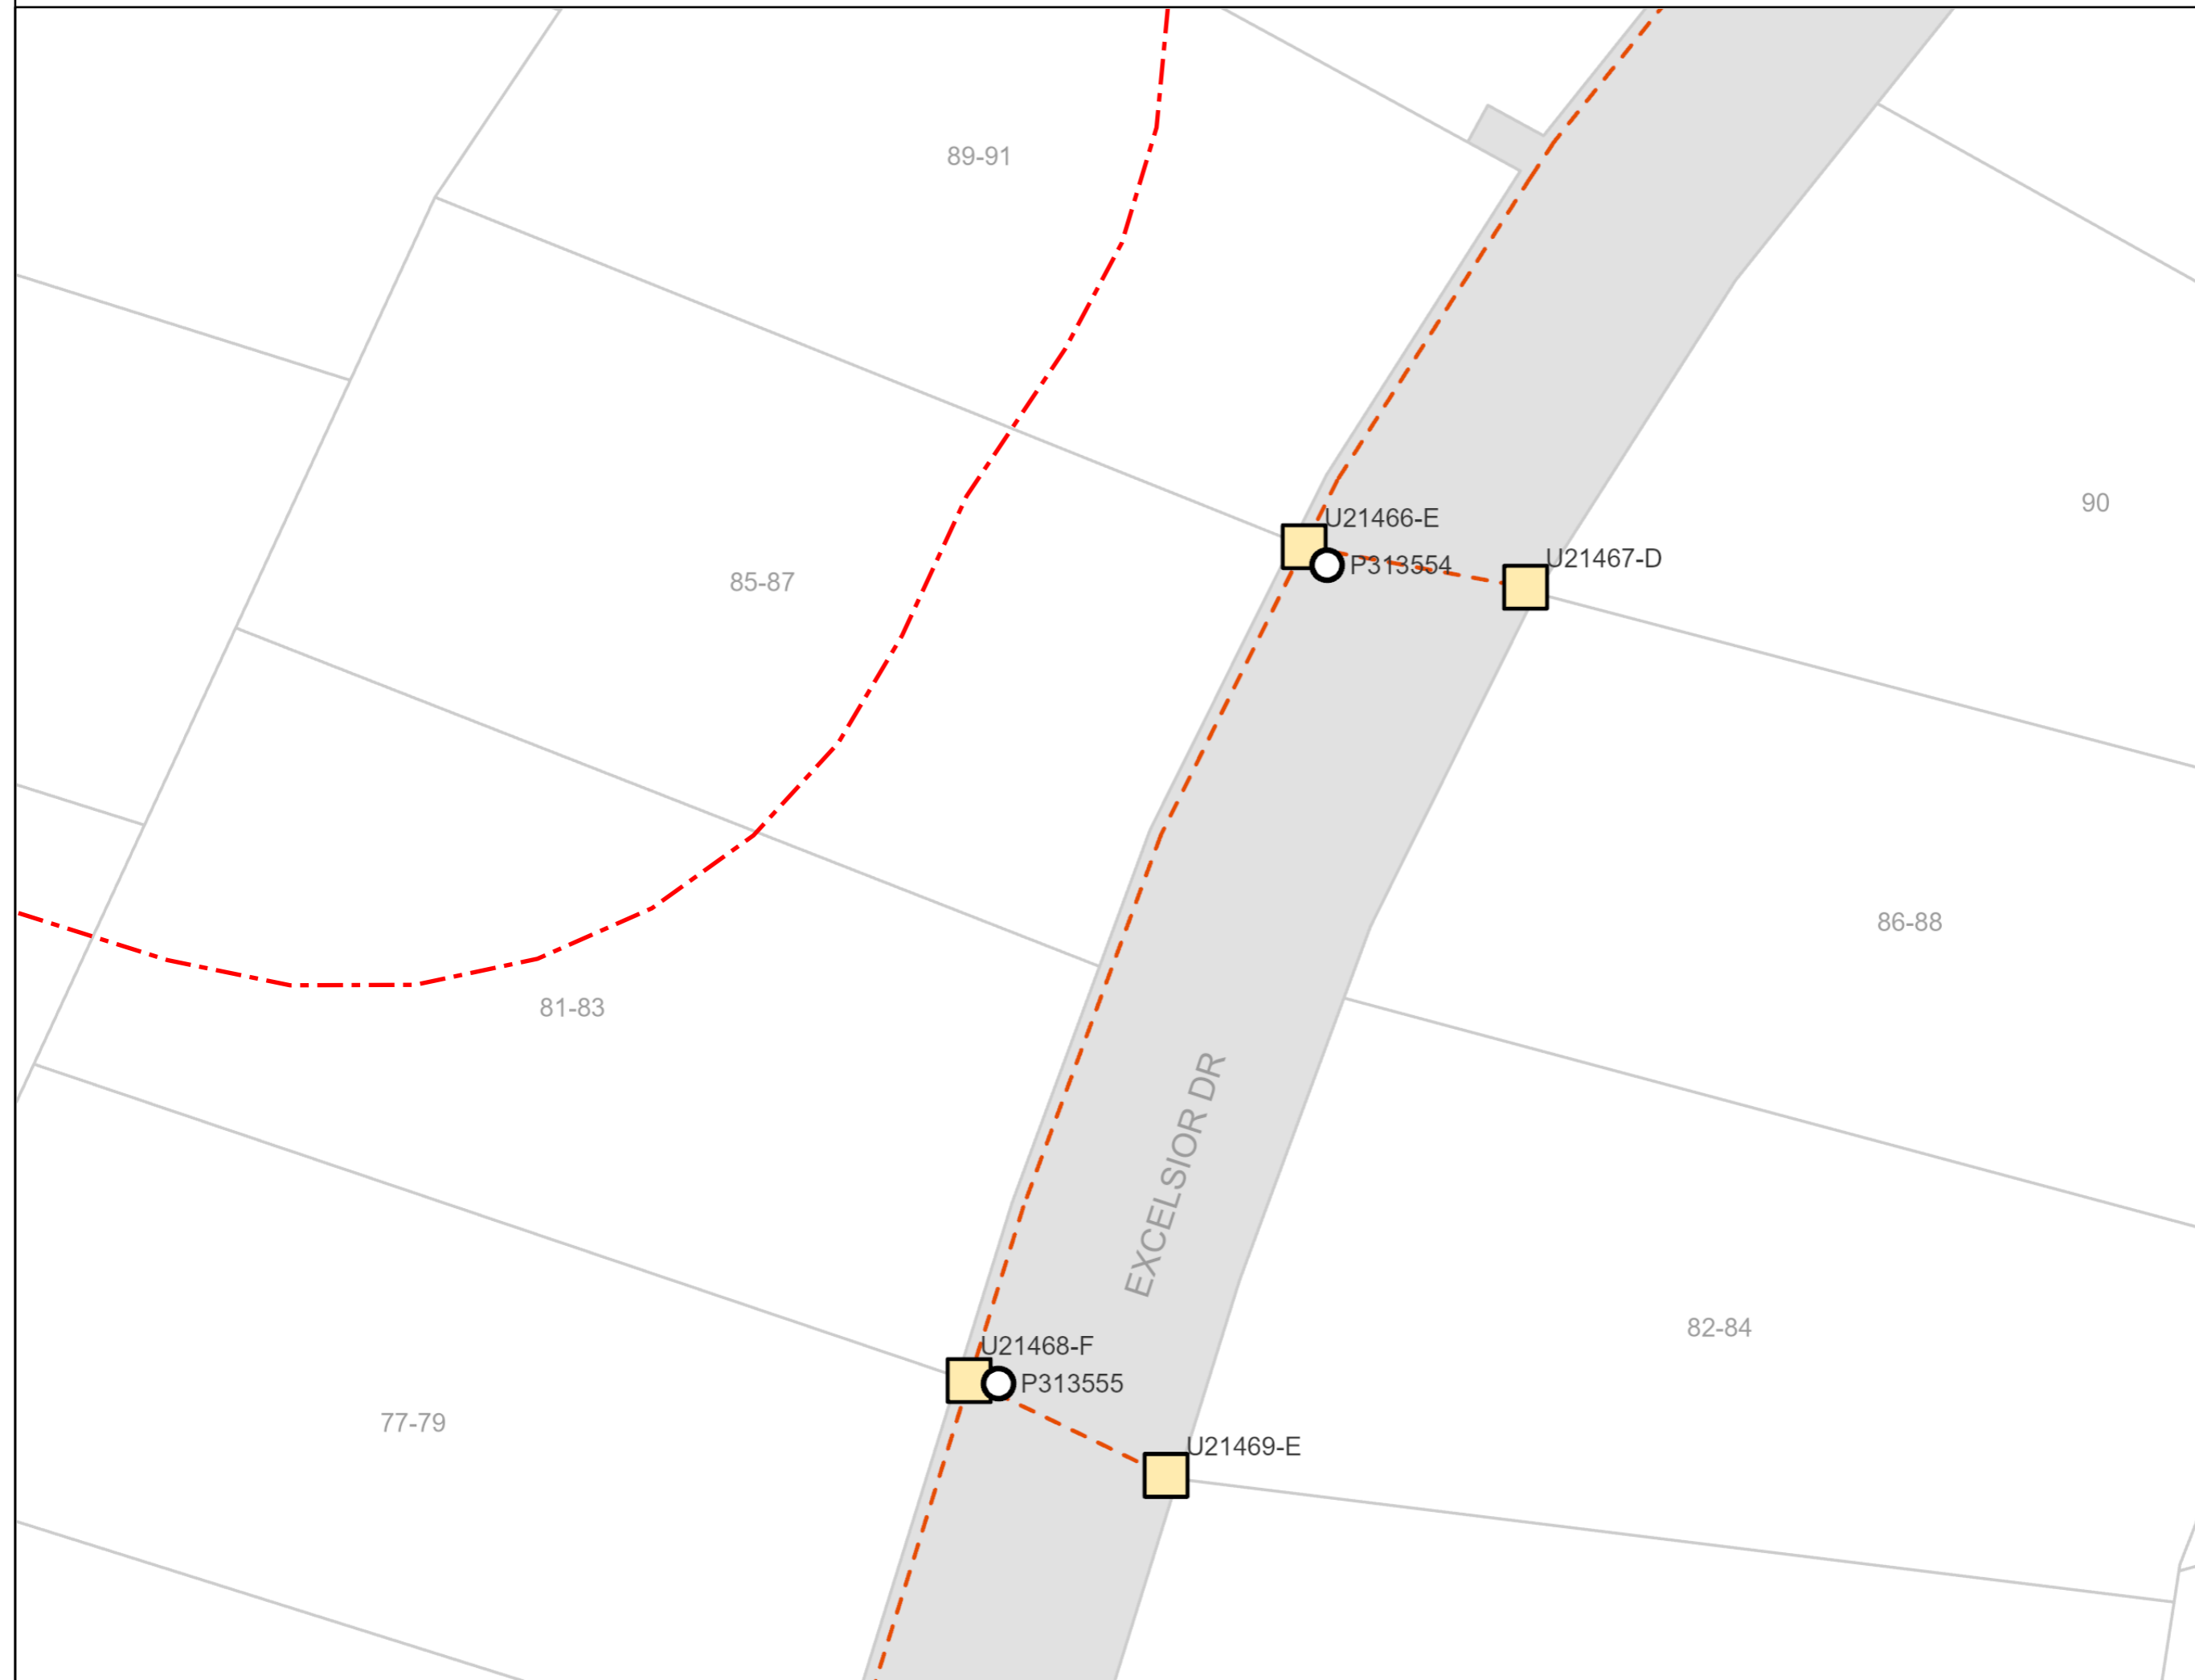 89-91
90
U21466-E
U21467-D
P313554
85-87
86-88
81-83
EXCELSIOR DR
82-84
U21468-F
P313555
77-79
U21469-E